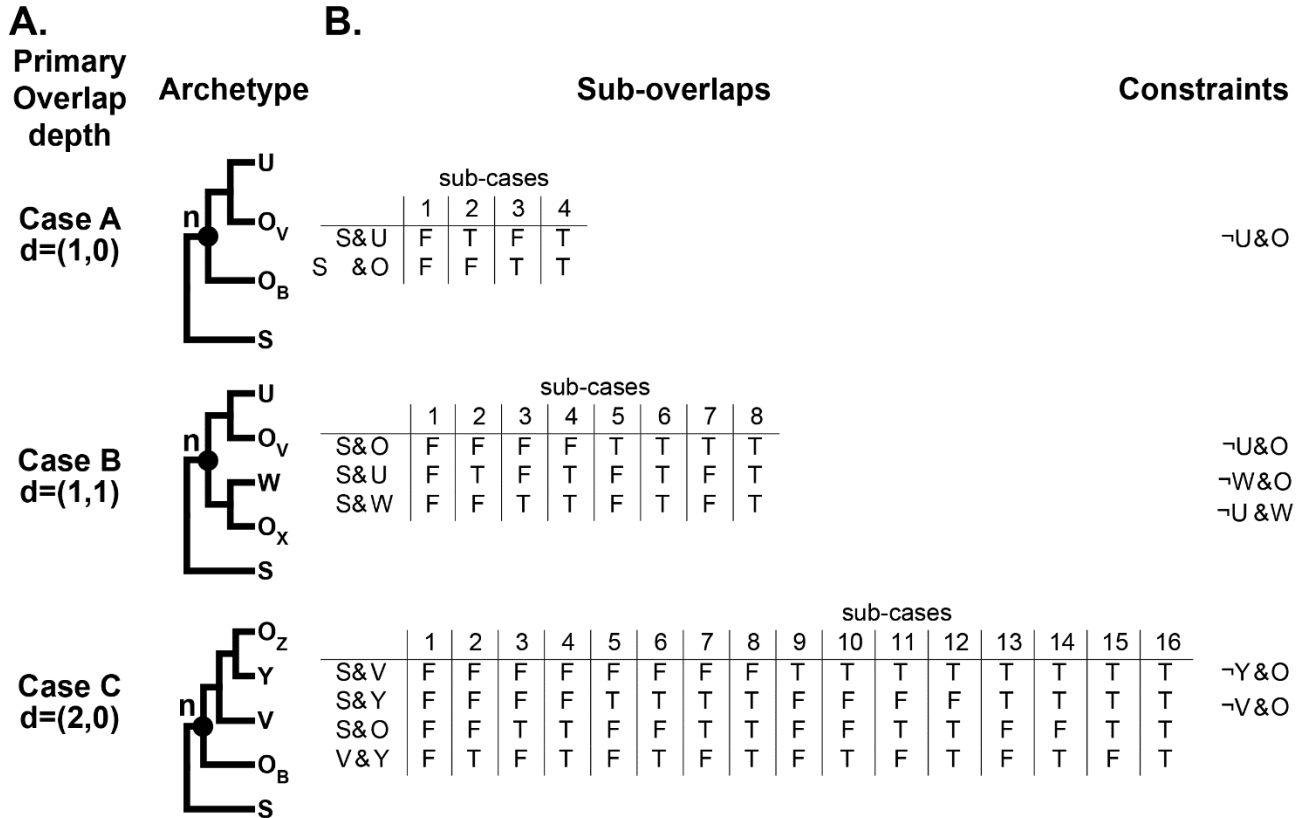 A.
B.
Primary
Overlap
depth
Archetype
Sub-overlaps
Constraints
Case A
d=(1,0)
n
U
O_V
O_B
S
sub-cases
1 2 3 4
S&U F T F T
S &O F F T T
¬U&O
Case B
d=(1,1)
n
U
O_V
W
O_X
S
sub-cases
1 2 3 4 5 6 7 8
S&O F F F F T T T T
S&U F T F T F T F T
S&W F F T T F T F T
¬U&O
¬W&O
¬U &W
Case C
d=(2,0)
n
O_Z
Y
V
O_B
S
sub-cases
1 2 3 4 5 6 7 8 9 10 11 12 13 14 15 16
S&V F F F F F F F F T T T T T T T T
S&Y F F F F T T T T F F F F T T T T
S&O F F T T F F T T F F T T F F T T
V&Y F T F T F T F T F T F T F T F T
¬Y&O
¬V&O